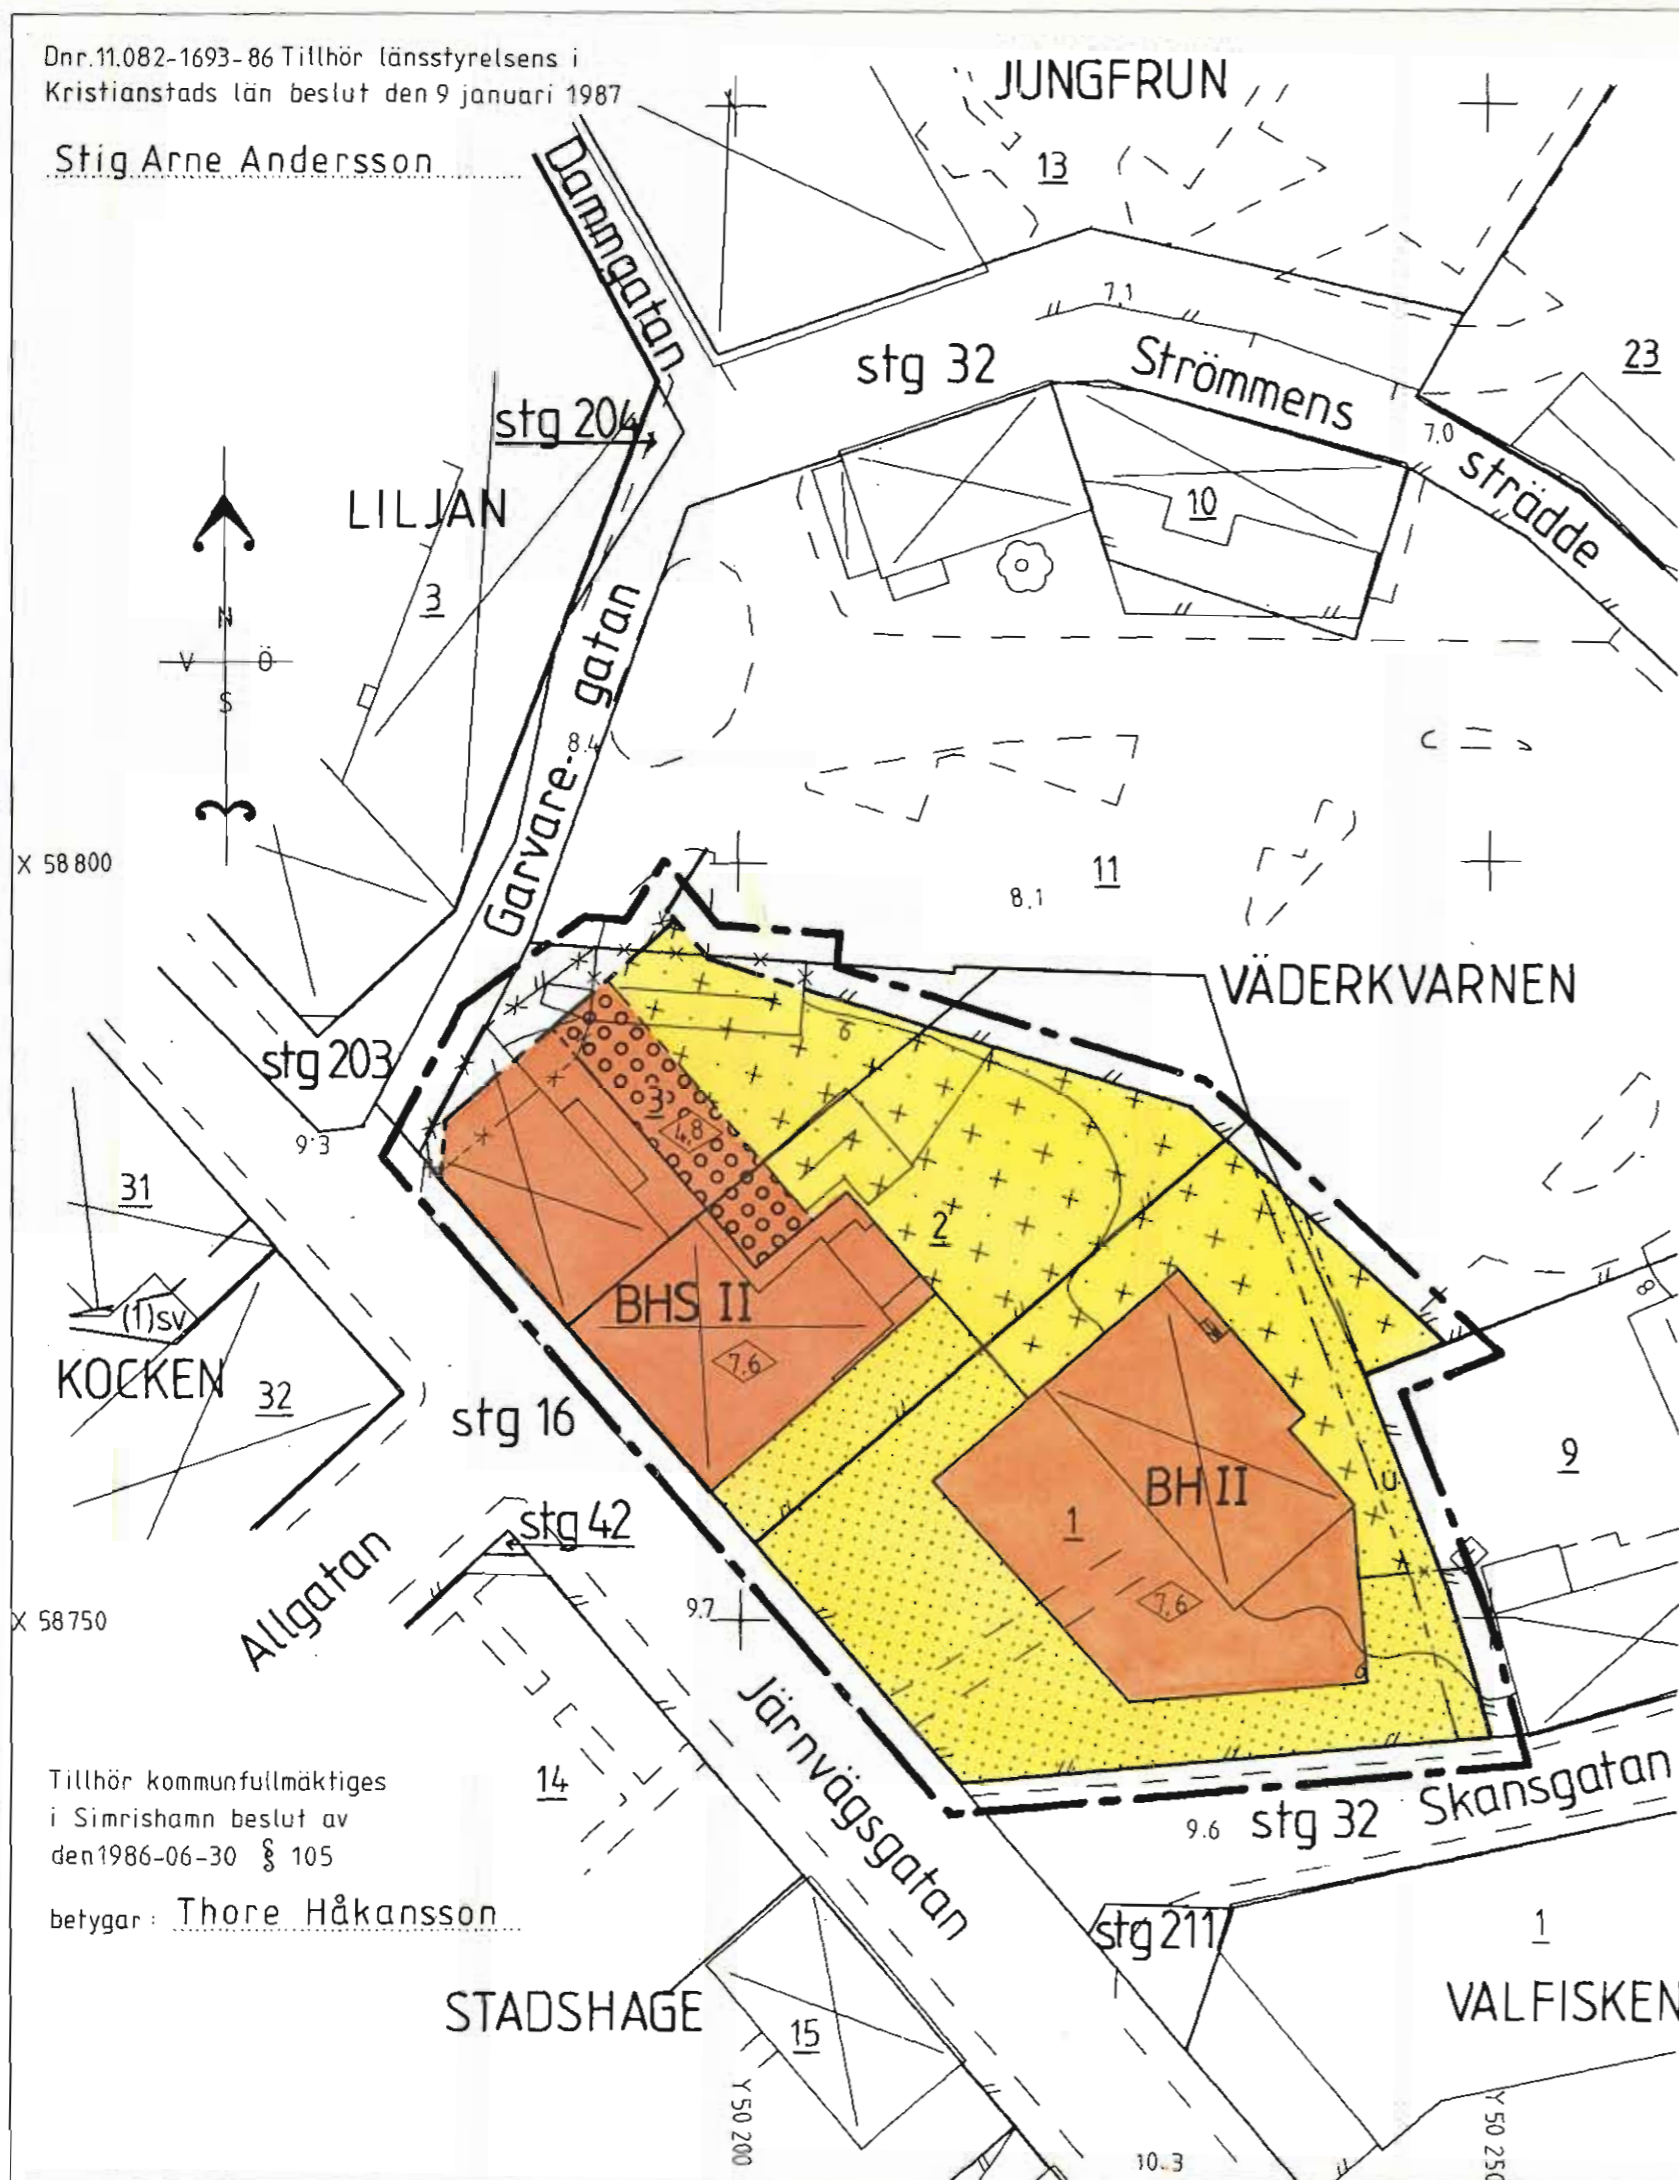 Dnr.11.082-1693-86 Tillhör länsstyrelsens i
Kristianstads län beslut den 9 januari 1987
Stig Arne Andersson
JUNGFRUN
13
Dammgatan
7.1
stg 32
Strömmens
strädde
23
7.0
stg 204
LILJAN
10
3
N
V Ö
S
Garvare-gatan
8.4
X 58800
11
8.1
VÄDERKVARNEN
stg 203
9.3
6
3
4,8
31
2
(1)sv
BHS II
7,6
KOCKEN
32
stg 16
8
9
BH II
ü
1
7,6
stg 42
Allgatan
X 58750
9.7
Järnvägsgatan
Tillhör kommunfullmäktiges
i Simrishamn beslut av
den1986-06-30 § 105
betygar: Thore Håkansson
14
9.6
stg 32
Skansgatan
stg 211
1
STADSHAGE
15
VALFISKEN
Y 50 200
Y 50 250
10.3